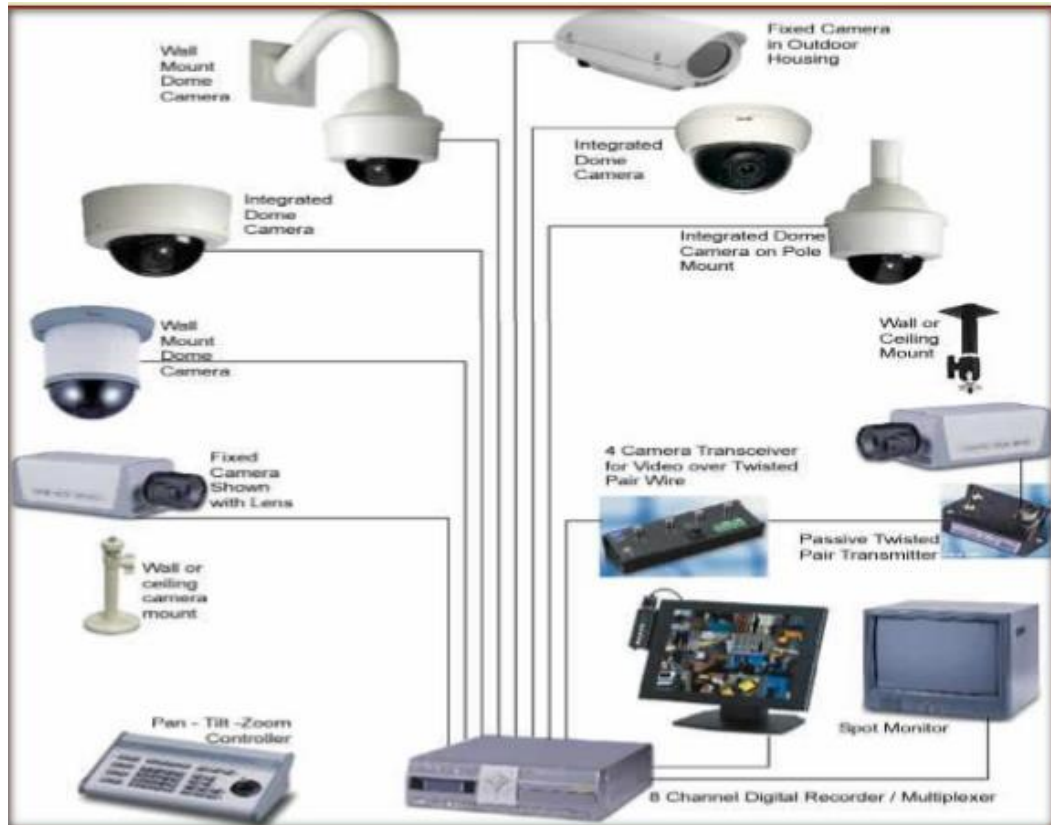 Wall
Mount
Dome
Camera
Fixed Camera
in Outdoor
Housing
Integrated
Dome
Camera
Integrated
Dome
Camera
Integrated Dome
Camera on Pole
Mount
Wall
Mount
Dome
Camera
Wall or
Ceiling
Mount
Fixed
Camera
Shown
with Lens
4 Camera Transceiver
for Video over Twisted
Pair Wire
Passive Twisted
Pair Transmitter
Wall or
ceiling
camera
mount
Pan - Tilt -Zoom
Controller
Spot Monitor
8 Channel Digital Recorder / Multiplexer